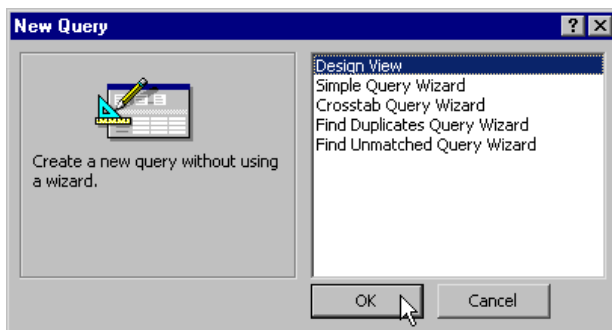 New Query
Create a new query without using
a wizard.
Design View
Simple Query Wizard
Crosstab Query Wizard
Find Duplicates Query Wizard
Find Unmatched Query Wizard
OK
Cancel